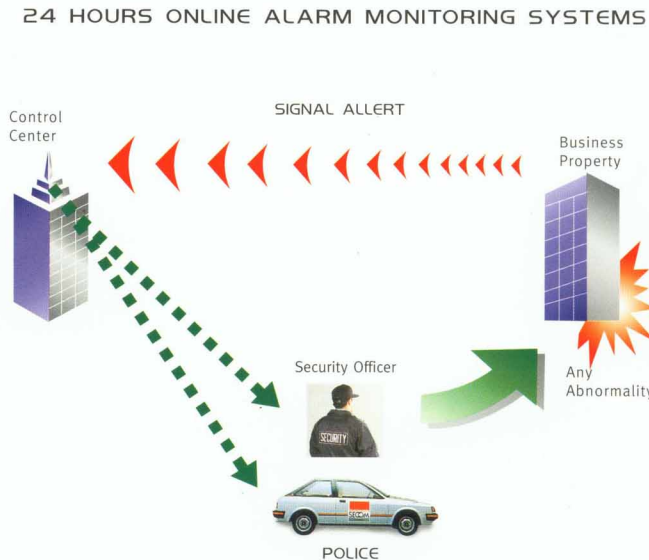 24 HOURS ONLINE ALARM MONITORING SYSTEMS
SIGNAL ALLERT
Control
Center
Business
Property
Security Officer
SECURITY
Any
Abnormality
SECOM
POLICE